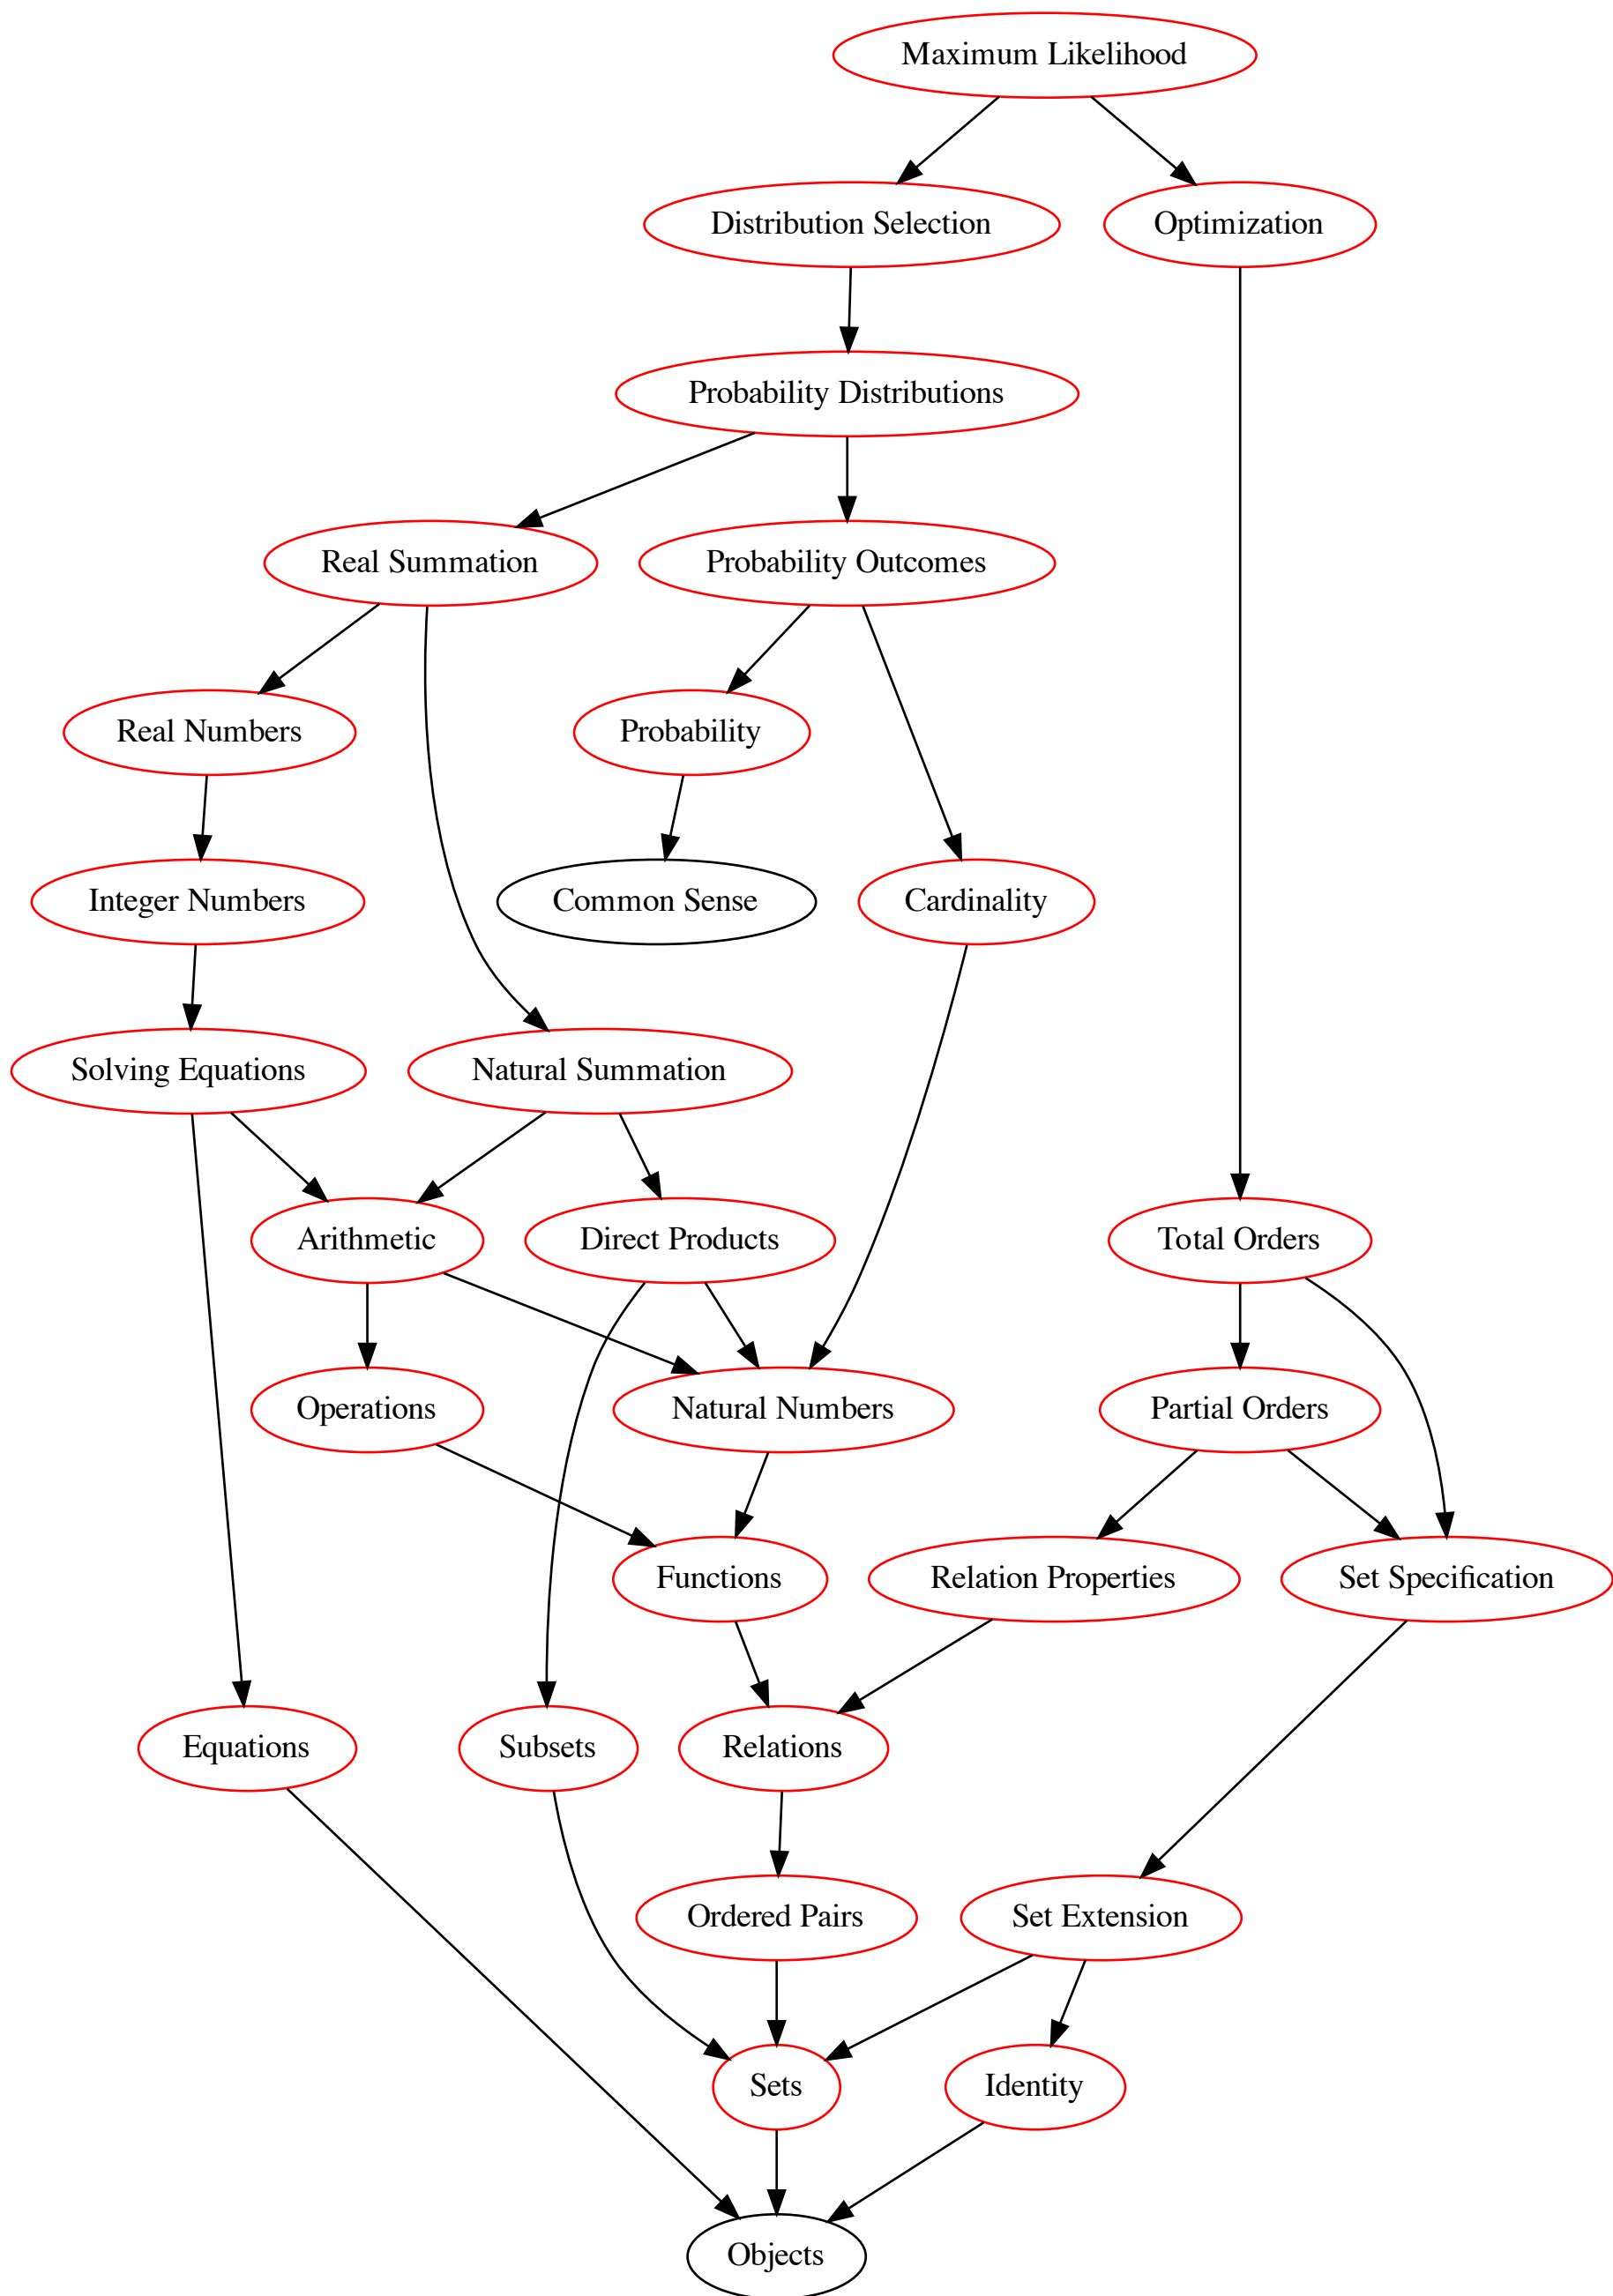 Maximum Likelihood
Distribution Selection
Optimization
Probability Distributions
Real Summation
Probability Outcomes
Real Numbers
Probability
Integer Numbers
Common Sense
Cardinality
Solving Equations
Natural Summation
Arithmetic
Direct Products
Total Orders
Operations
Natural Numbers
Partial Orders
Functions
Relation Properties
Set Specification
Equations
Subsets
Relations
Ordered Pairs
Set Extension
Sets
Identity
Objects